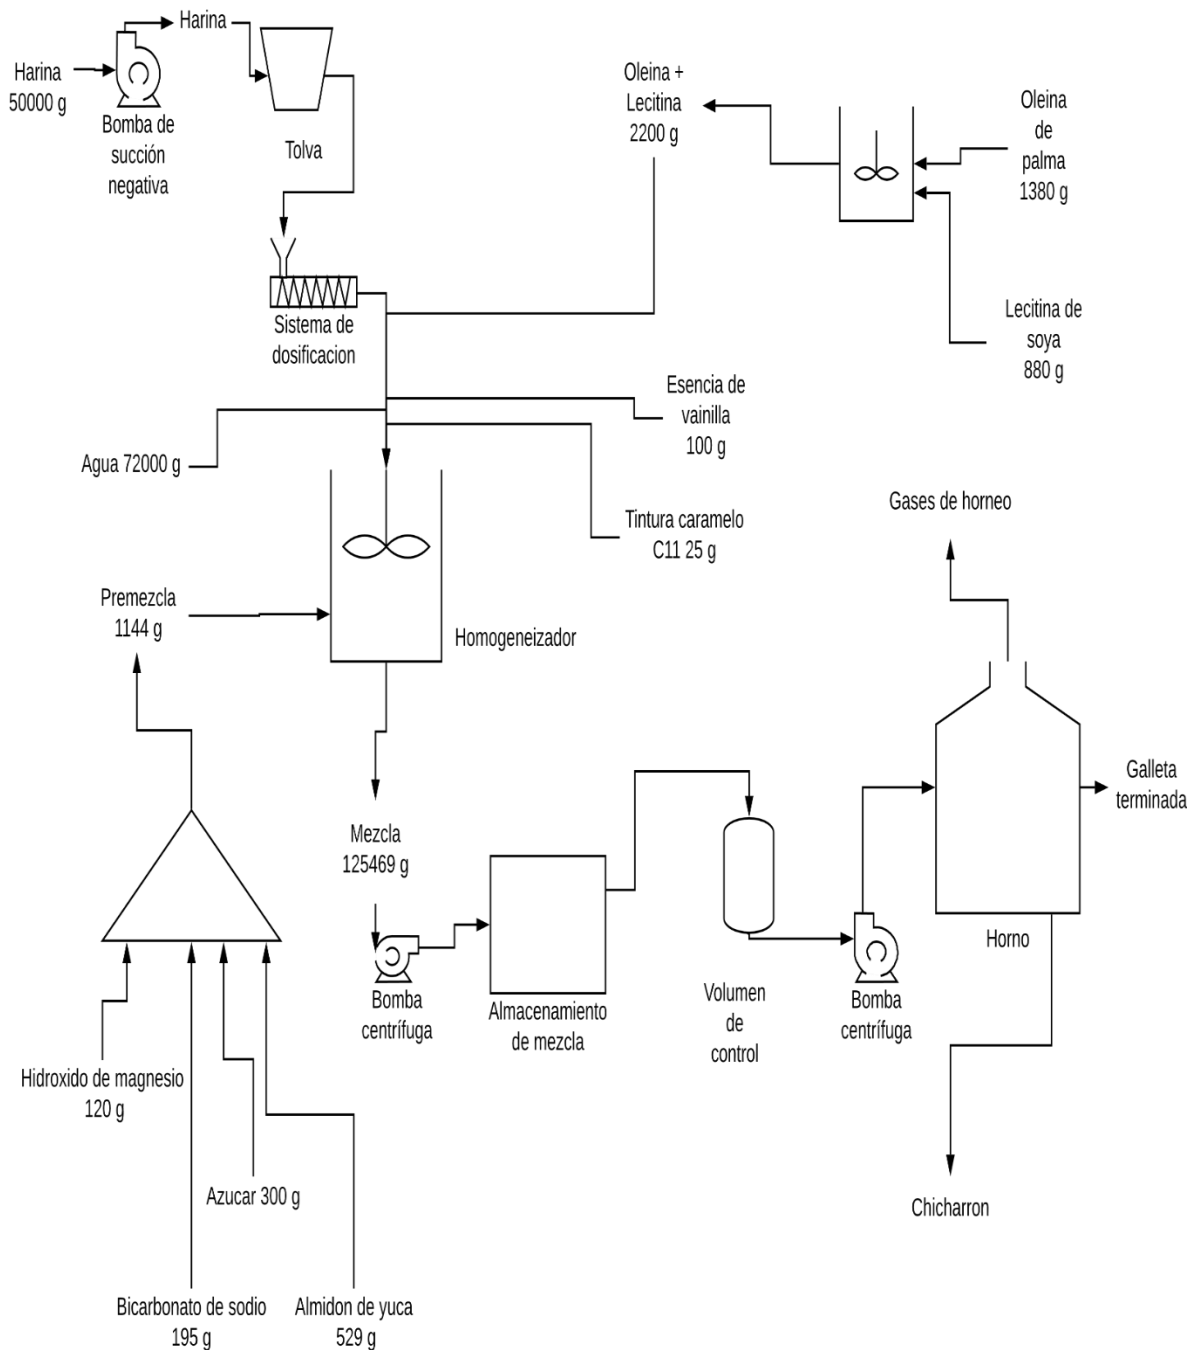 Harina
Harina
50000 g
Bomba de
succión
negativa
Tolva
Oleina +
Lecitina
2200 g
Oleina
de
palma
1380 g
Sistema de
dosificacion
Lecitina de
soya
880 g
Esencia de
vainilla
100 g
Agua 72000 g
Tintura caramelo
C11 25 g
Gases de horneo
Premezcla
1144 g
Homogeneizador
Galleta
terminada
Mezcla
125469 g
Horno
Bomba
centrífuga
Almacenamiento
de mezcla
Volumen
de
control
Bomba
centrífuga
Hidroxido de magnesio
120 g
Azucar 300 g
Chicharron
Bicarbonato de sodio
195 g
Almidon de yuca
529 g